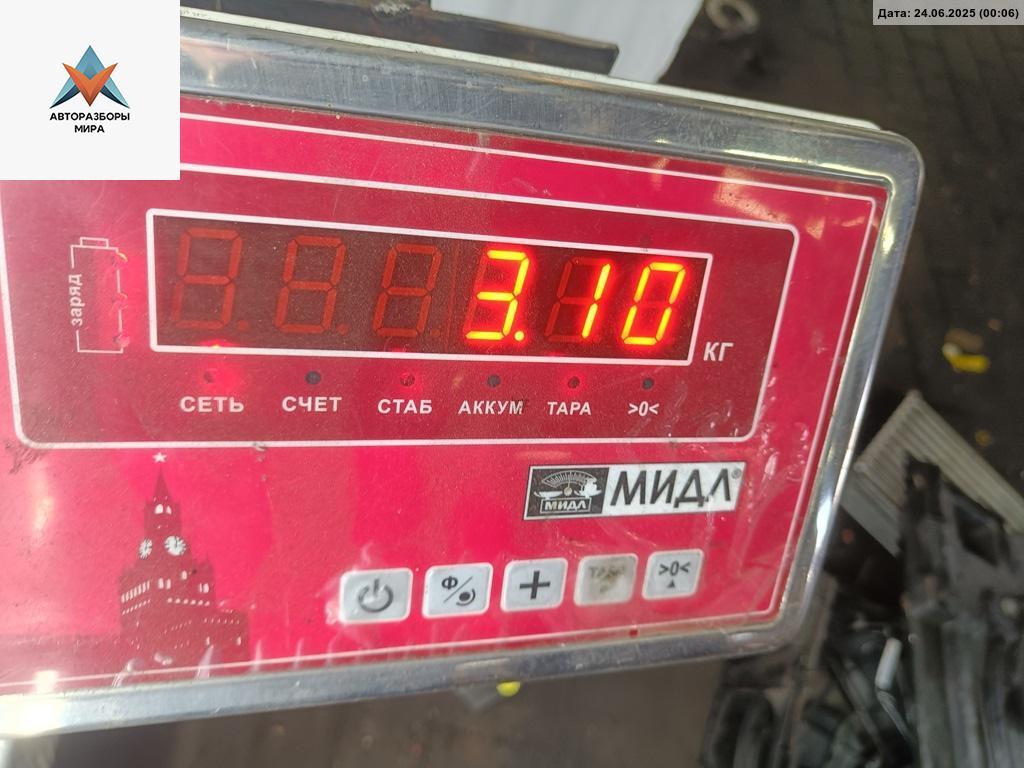 Дата: 24.06.2025 (00:06)
АВТОРАЗБОРЫ
МИРА
заряд
3.10
КГ
СЕТЬ СЧЕТ СТАБ АККУМ ТАРА >0<
МИДЛ МИДЛ®
Ф/
+
>0<